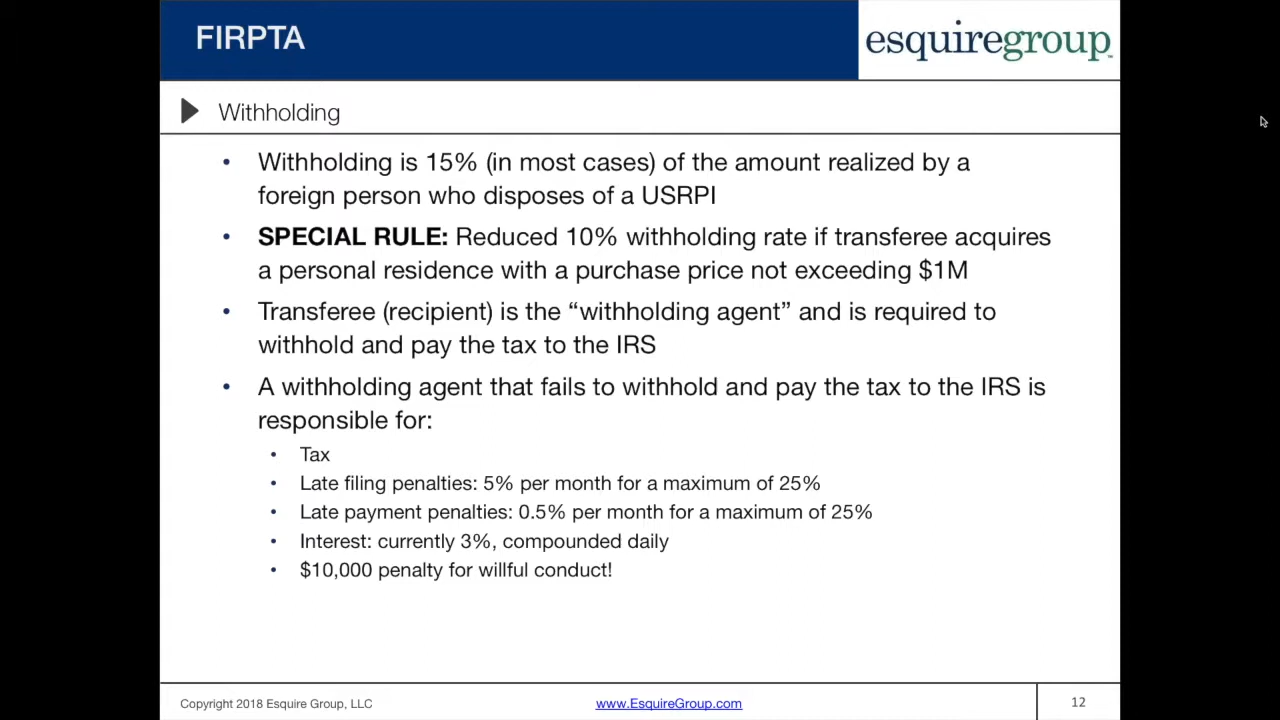 FIRPTA
esquiregroup™
Withholding
• Withholding is 15% (in most cases) of the amount realized by a
foreign person who disposes of a USRPI
• SPECIAL RULE: Reduced 10% withholding rate if transferee acquires
a personal residence with a purchase price not exceeding $1M
• Transferee (recipient) is the “withholding agent” and is required to
withhold and pay the tax to the IRS
• A withholding agent that fails to withhold and pay the tax to the IRS is
responsible for:
• Tax
• Late filing penalties: 5% per month for a maximum of 25%
• Late payment penalties: 0.5% per month for a maximum of 25%
• Interest: currently 3%, compounded daily
• $10,000 penalty for willful conduct!
Copyright 2018 Esquire Group, LLC
www.EsquireGroup.com
12